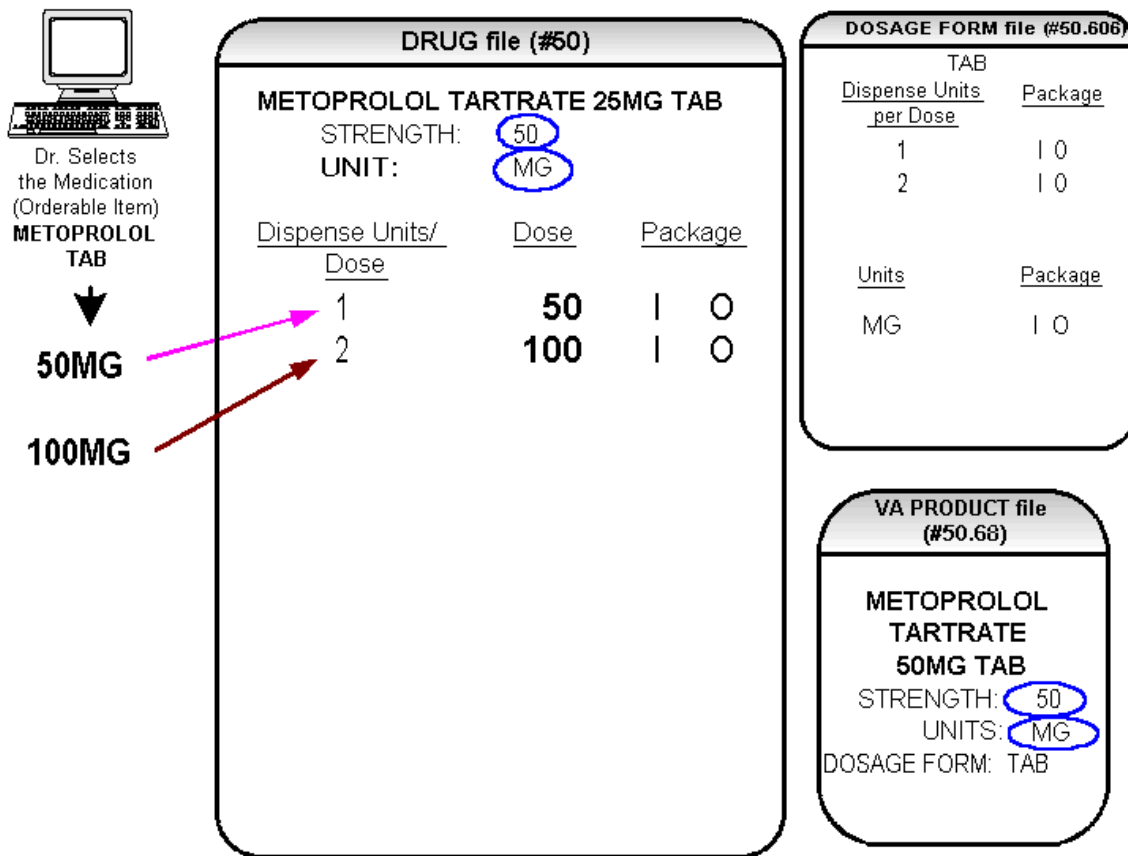 Dr. Selects
the Medication
(Orderable Item)
METOPROLOL
TAB
50MG
100MG
DRUG file (#50)
METOPROLOL TARTRATE 25MG TAB
STRENGTH: 50
UNIT: MG
Dispense Units/ Dose Package
Dose
1 50 I O
2 100 I O
DOSAGE FORM file (#50.606)
TAB
Dispense Units Package
per Dose
1 I O
2 I O
Units Package
MG I O
VA PRODUCT file
(#50.68)
METOPROLOL
TARTRATE
50MG TAB
STRENGTH: 50
UNITS: MG
DOSAGE FORM: TAB